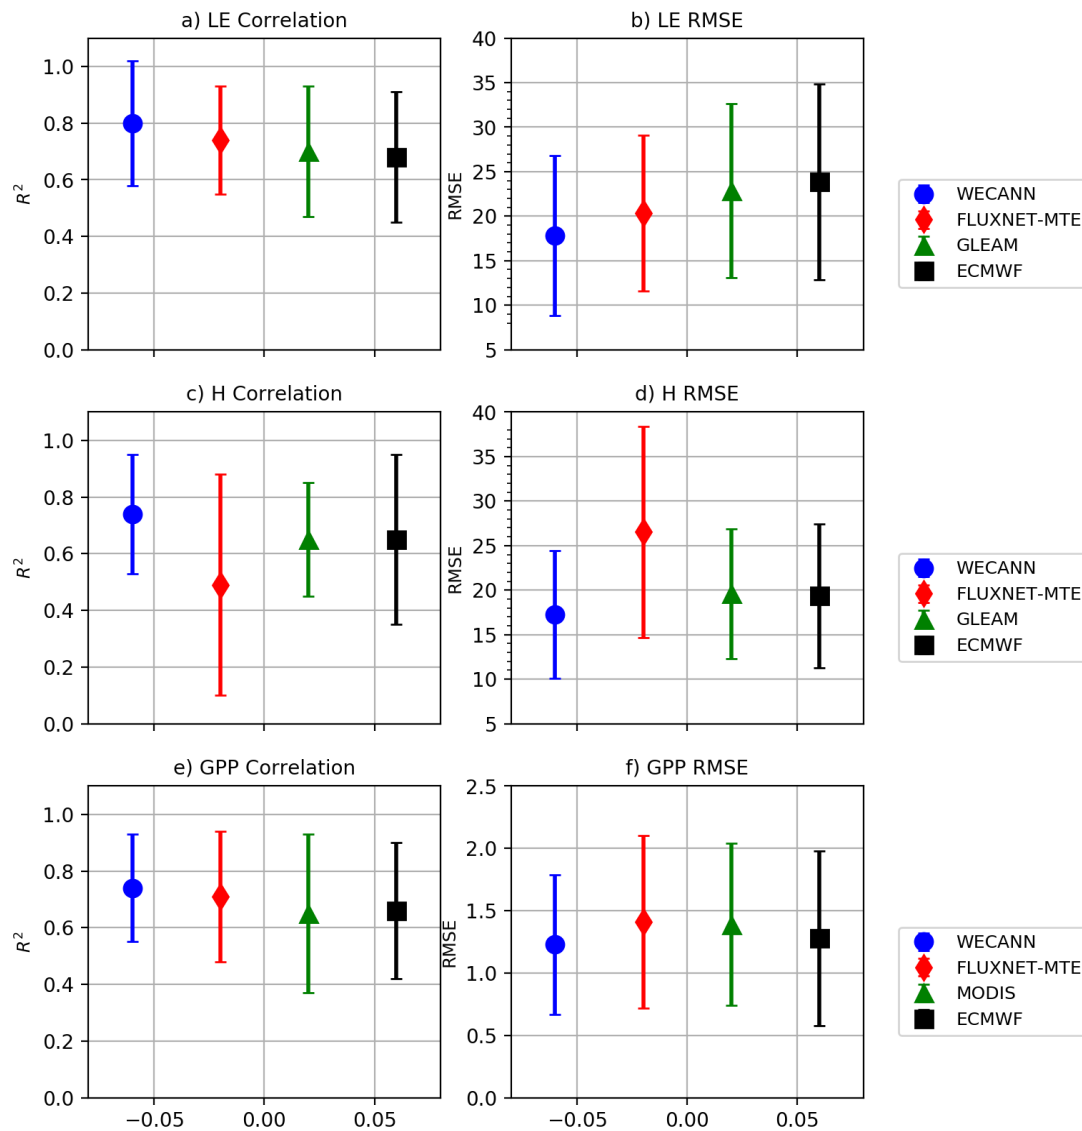 a) LE Correlation
b) LE RMSE
1.0
0.8
0.6
0.4
0.2
0.0
R²
40
35
30
25
20
15
10
5
RMSE
WECANN
FLUXNET-MTE
GLEAM
ECMWF
c) H Correlation
d) H RMSE
1.0
0.8
0.6
0.4
0.2
0.0
R²
40
35
30
25
20
15
10
5
RMSE
WECANN
FLUXNET-MTE
GLEAM
ECMWF
e) GPP Correlation
f) GPP RMSE
1.0
0.8
0.6
0.4
0.2
0.0
R²
2.5
2.0
1.5
1.0
0.5
0.0
RMSE
WECANN
FLUXNET-MTE
MODIS
ECMWF
−0.05 0.00 0.05
−0.05 0.00 0.05